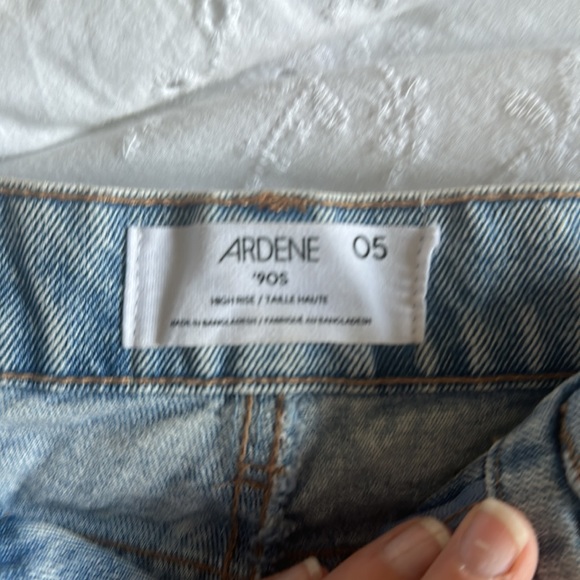 ARDENE 05
'90S
HIGH RISE / TAILLE HAUTE
MADE IN BANGLADESH / FABRIQUÉ AU BANGLADESH